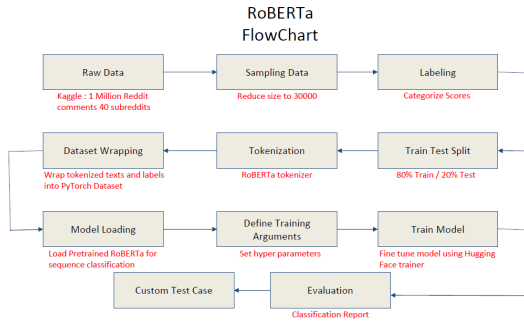 RoBERTa
FlowChart
Raw Data
Sampling Data
Labeling
Kaggle : 1 Million Reddit
comments 40 subreddits
Reduce size to 30000
Categorize Scores
Train Test Split
80% Train / 20% Test
Tokenization
RoBERTa tokenizer
Dataset Wrapping
Wrap tokenized texts and labels
into PyTorch Dataset
Model Loading
Load Pretrained RoBERTa for
sequence classification
Define Training
Arguments
Set hyper parameters
Train Model
Fine tune model using Hugging
Face trainer
Evaluation
Classification Report
Custom Test Case